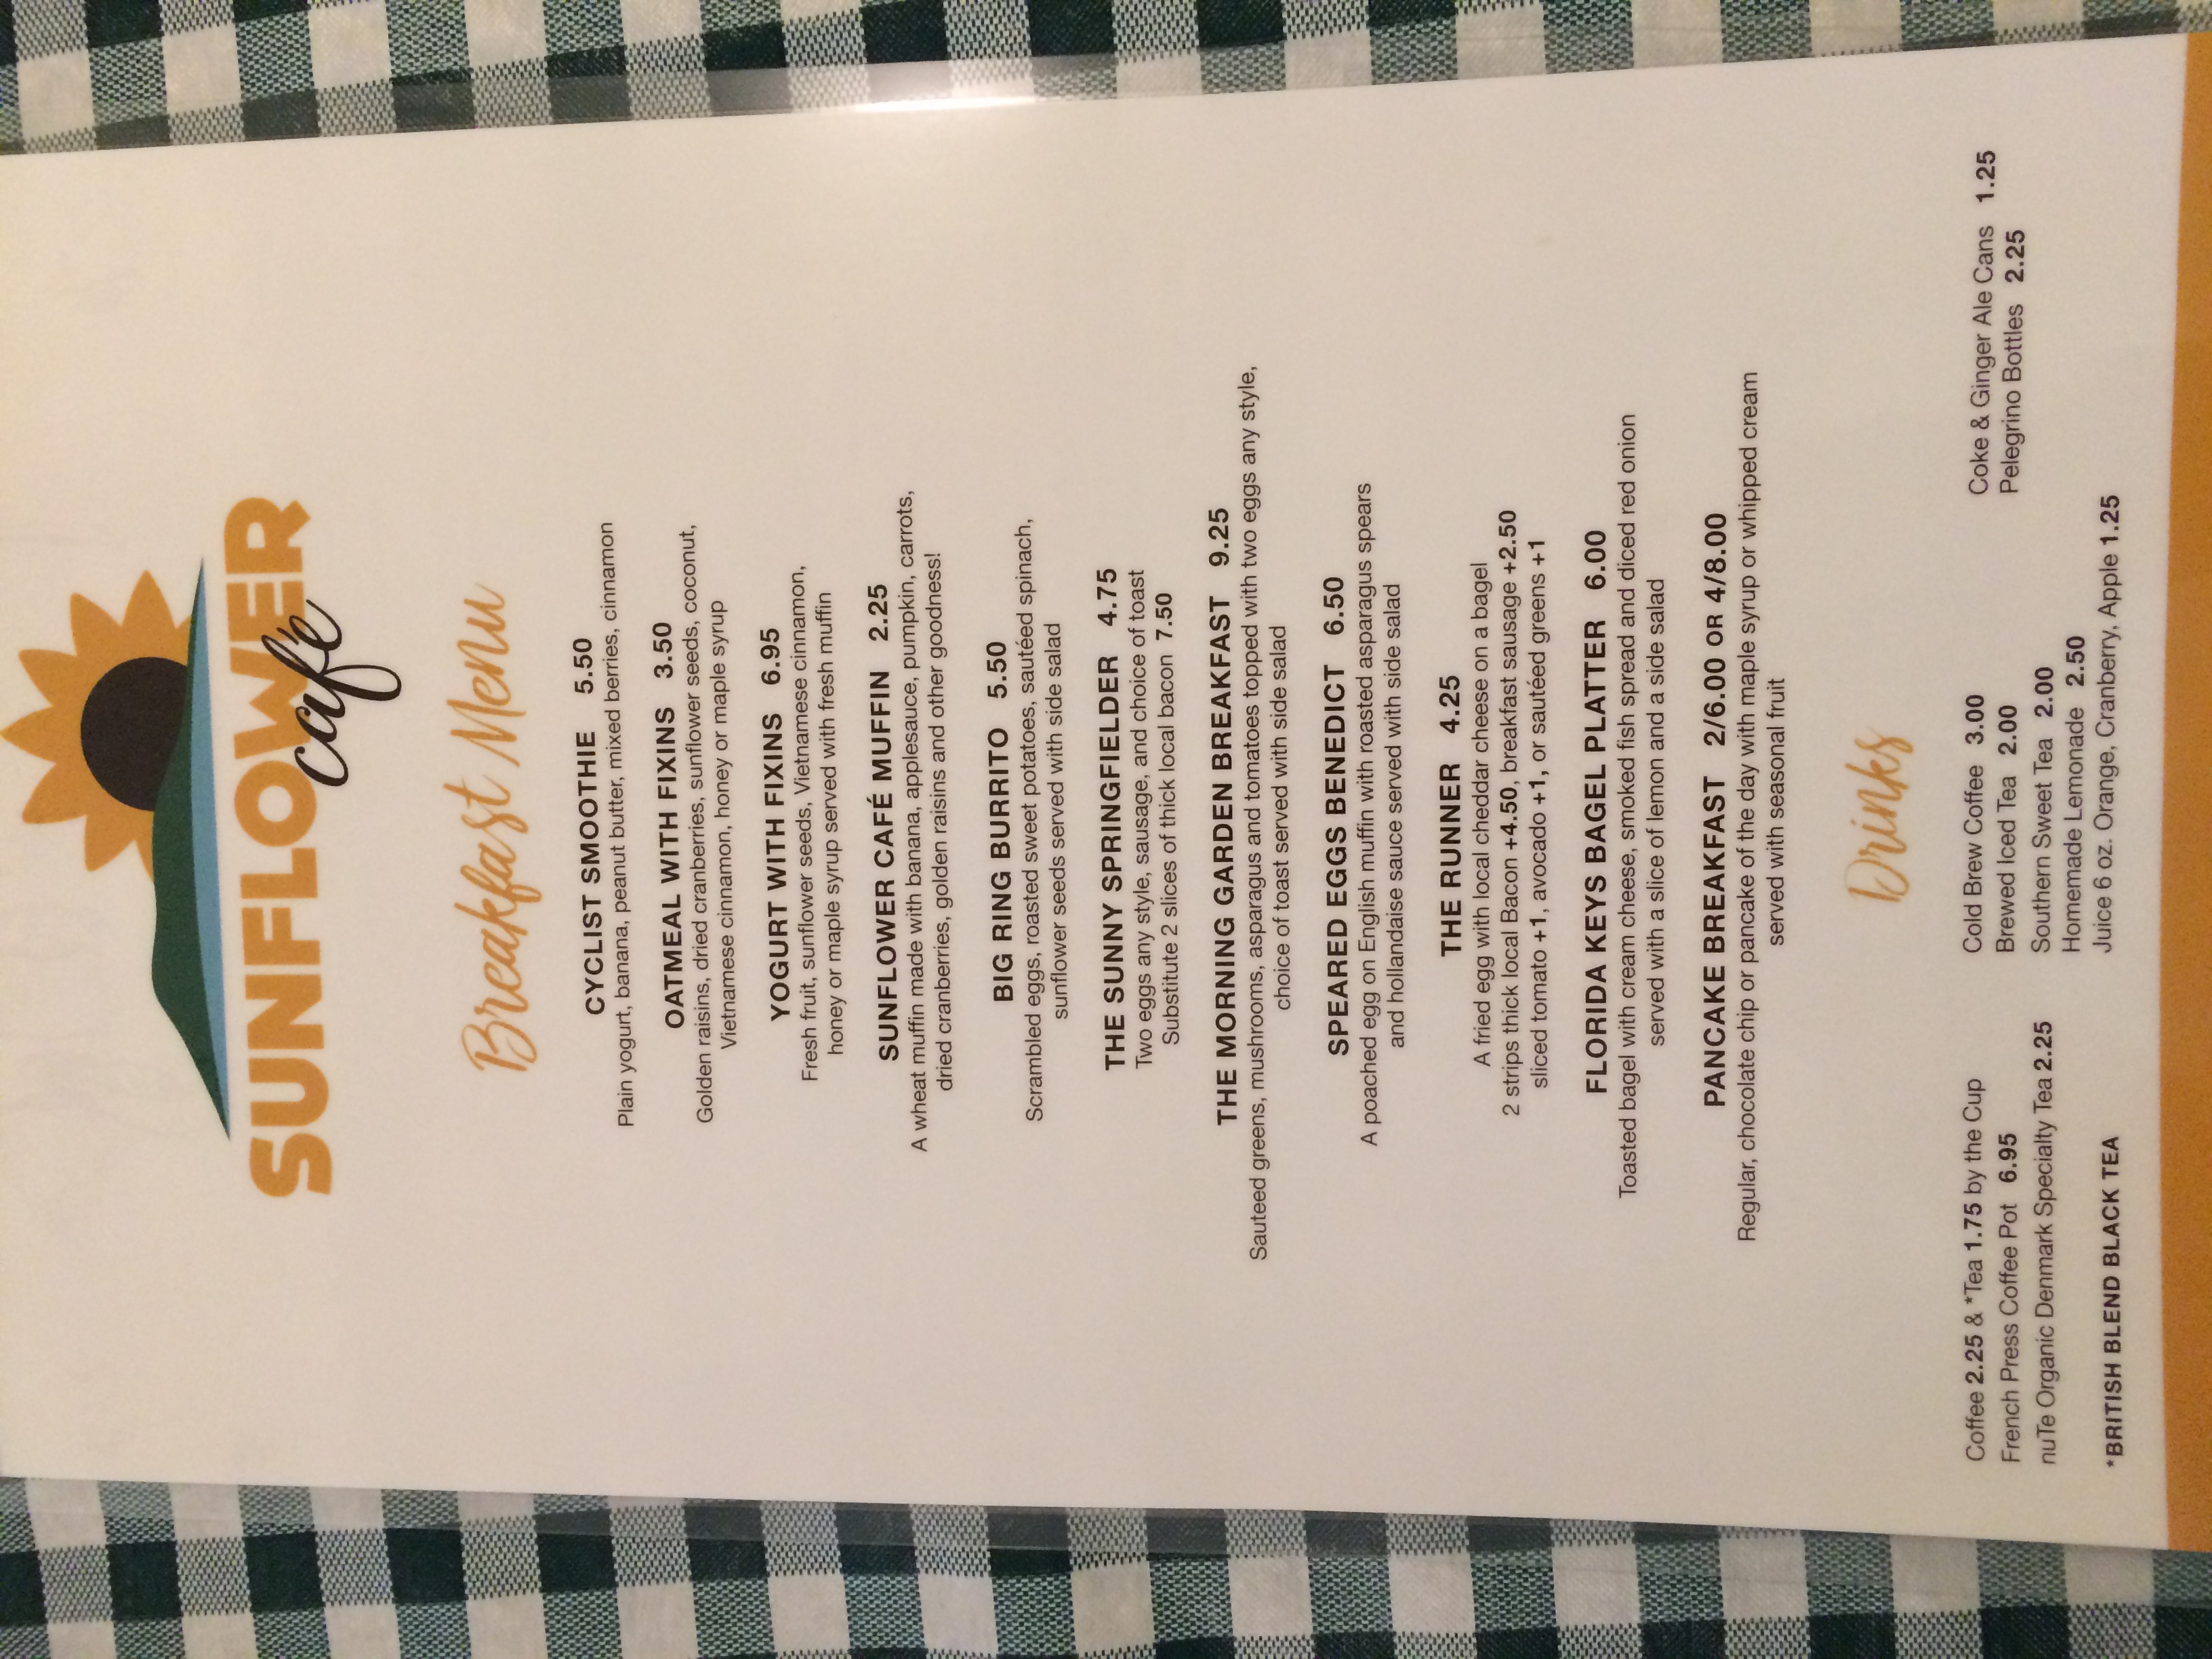 SUNFLOWER
café
Breakfast Menu
CYCLIST SMOOTHIE 5.50
Plain yogurt, banana, peanut butter, mixed berries, cinnamon
OATMEAL WITH FIXINS 3.50
Golden raisins, dried cranberries, sunflower seeds, coconut,
Vietnamese cinnamon, honey or maple syrup
YOGURT WITH FIXINS 6.95
Fresh fruit, sunflower seeds, Vietnamese cinnamon,
honey or maple syrup served with fresh muffin
SUNFLOWER CAFÉ MUFFIN 2.25
A wheat muffin made with banana, applesauce, pumpkin, carrots,
dried cranberries, golden raisins and other goodness!
BIG RING BURRITO 5.50
Scrambled eggs, roasted sweet potatoes, sautéed spinach,
sunflower seeds served with side salad
THE SUNNY SPRINGFIELDER 4.75
Two eggs any style, sausage, and choice of toast
Substitute 2 slices of thick local bacon 7.50
THE MORNING GARDEN BREAKFAST 9.25
Sauteed greens, mushrooms, asparagus and tomatoes topped with two eggs any style,
choice of toast served with side salad
SPEARED EGGS BENEDICT 6.50
A poached egg on English muffin with roasted asparagus spears
and hollandaise sauce served with side salad
THE RUNNER 4.25
A fried egg with local cheddar cheese on a bagel
2 strips thick local Bacon +4.50, breakfast sausage +2.50
sliced tomato +1, avocado +1, or sautéed greens +1
FLORIDA KEYS BAGEL PLATTER 6.00
Toasted bagel with cream cheese, smoked fish spread and diced red onion
served with a slice of lemon and a side salad
PANCAKE BREAKFAST 2/6.00 OR 4/8.00
Regular, chocolate chip or pancake of the day with maple syrup or whipped cream
served with seasonal fruit
Drinks
Coffee 2.25 & *Tea 1.75 by the Cup
French Press Coffee Pot 6.95
nuTe Organic Denmark Specialty Tea 2.25
*BRITISH BLEND BLACK TEA
Cold Brew Coffee 3.00
Brewed Iced Tea 2.00
Southern Sweet Tea 2.00
Homemade Lemonade 2.50
Juice 6 oz. Orange, Cranberry, Apple 1.25
Coke & Ginger Ale Cans 1.25
Pelegrino Bottles 2.25